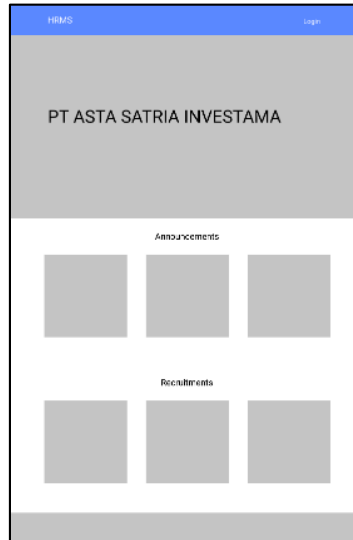 HRMS
Login
PT ASTA SATRIA INVESTAMA
Announcements
Recruitments